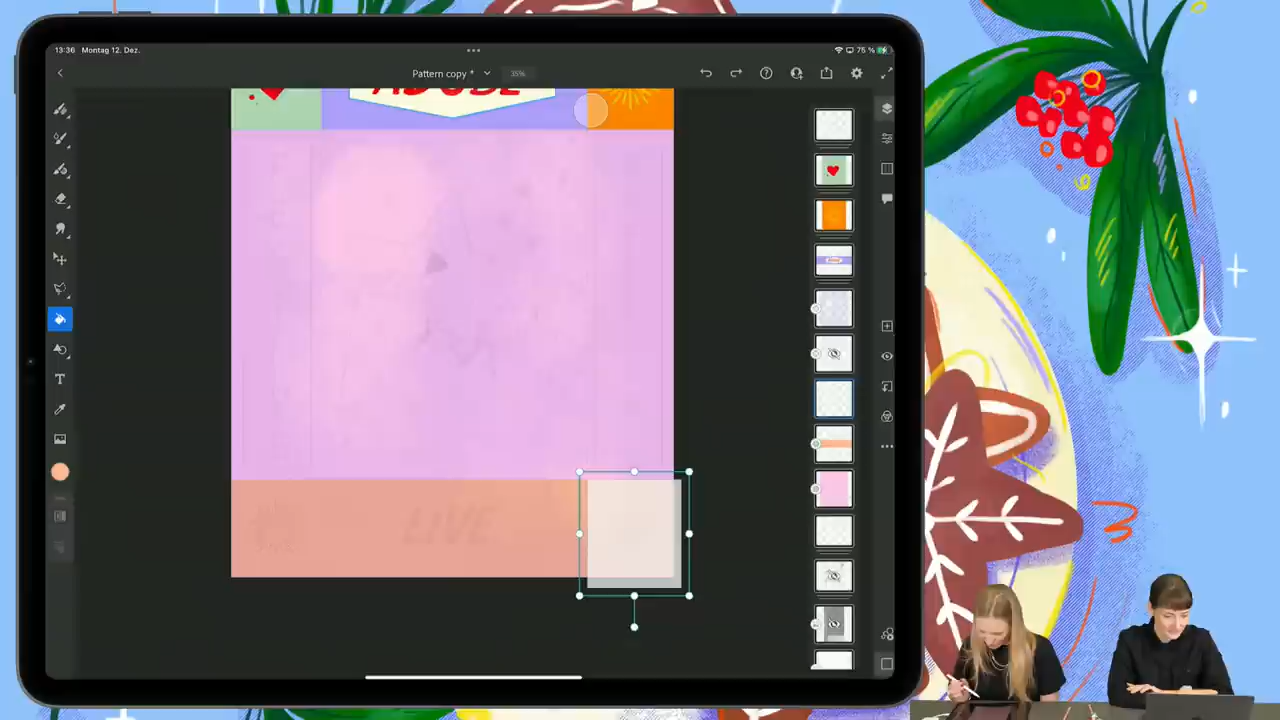 13:36 Montag 12. Dez.
75 %
Pattern copy *
35%
ADOBE
LIVE
T